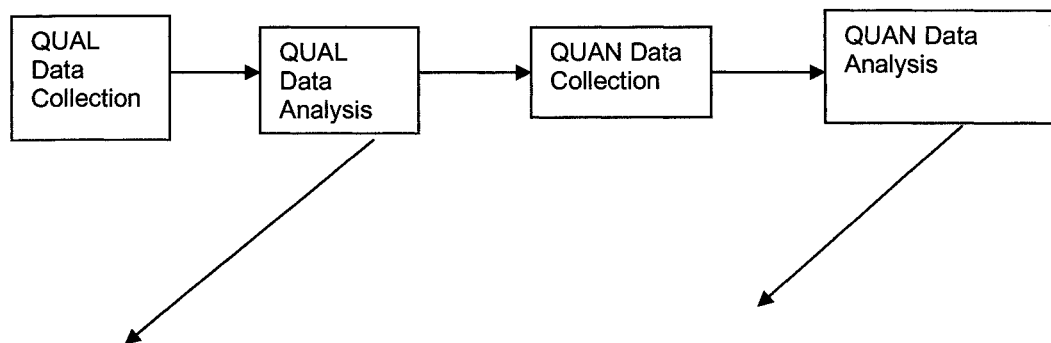 QUAL
Data
Collection
QUAL
Data
Analysis
QUAN Data
Collection
QUAN Data
Analysis